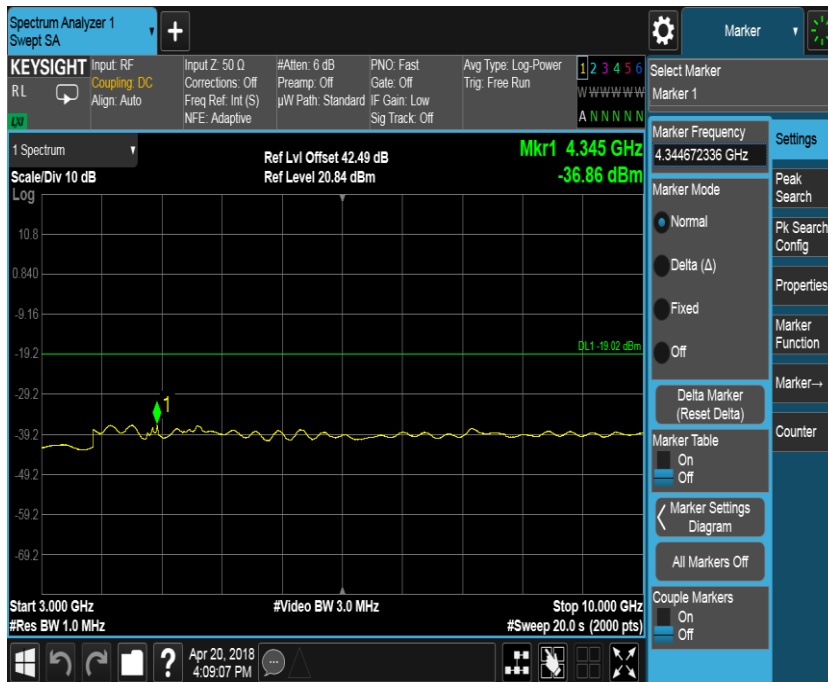 Spectrum Analyzer 1
Swept SA
+
Marker
KEYSIGHT
RL
LXI
Input: RF
Coupling: DC
Align: Auto
Input Z: 50 Ω
Corrections: Off
Freq Ref: Int (S)
NFE: Adaptive
#Atten: 6 dB
Preamp: Off
µW Path: Standard
PNO: Fast
Gate: Off
IF Gain: Low
Sig Track: Off
Avg Type: Log-Power
Trig: Free Run
1 2 3 4 5 6
W W W W W W
A N N N N N
Select Marker
Marker 1
1 Spectrum
Scale/Div 10 dB
Log
Ref Lvl Offset 42.49 dB
Ref Level 20.84 dBm
Mkr1 4.345 GHz
-36.86 dBm
10.8
0.840
-9.16
-19.2
-29.2
-39.2
-49.2
-59.2
-69.2
DL1 -19.02 dBm
1
Start 3.000 GHz
#Res BW 1.0 MHz
#Video BW 3.0 MHz
Stop 10.000 GHz
#Sweep 20.0 s (2000 pts)
Marker Frequency
4.344672336 GHz
Marker Mode
Normal
Delta (Δ)
Fixed
Off
Delta Marker
(Reset Delta)
Marker Table
On
Off
Marker Settings
Diagram
All Markers Off
Couple Markers
On
Off
Settings
Peak
Search
Pk Search
Config
Properties
Marker
Function
Marker→
Counter
?
Apr 20, 2018
4:09:07 PM